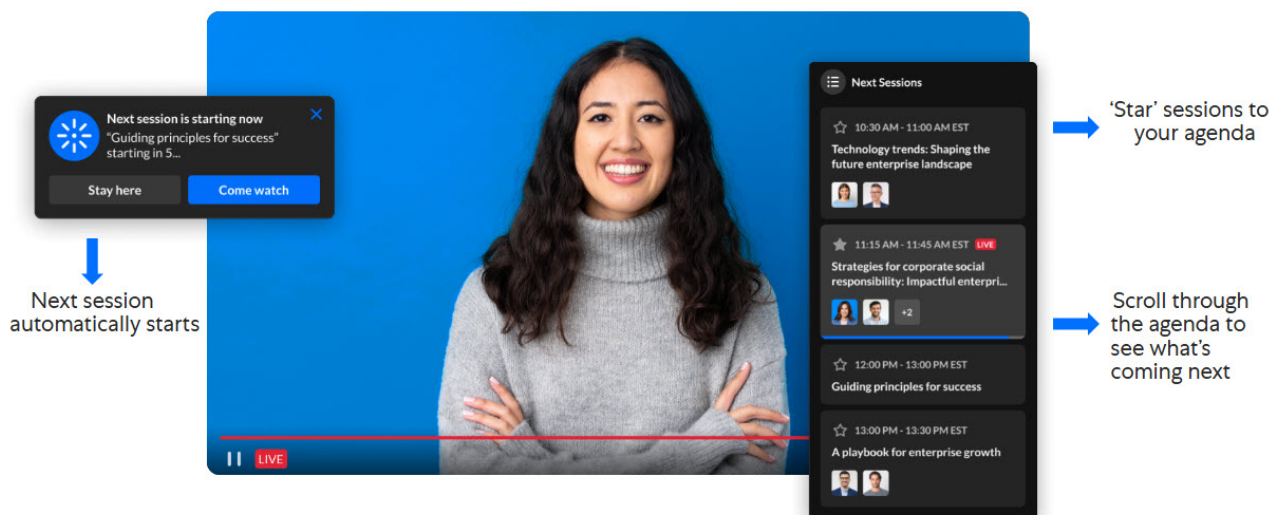 Next session is starting now
“Guiding principles for success”
starting in 5...
Stay here
Come watch
Next session
automatically starts
LIVE
Next Sessions
10:30 AM - 11:00 AM EST
Technology trends: Shaping the
future enterprise landscape
11:15 AM - 11:45 AM EST LIVE
Strategies for corporate social
responsibility: Impactful enterpri...
+2
12:00 PM - 13:00 PM EST
Guiding principles for success
13:00 PM - 13:30 PM EST
A playbook for enterprise growth
‘Star’ sessions to
your agenda
Scroll through
the agenda to
see what’s
coming next